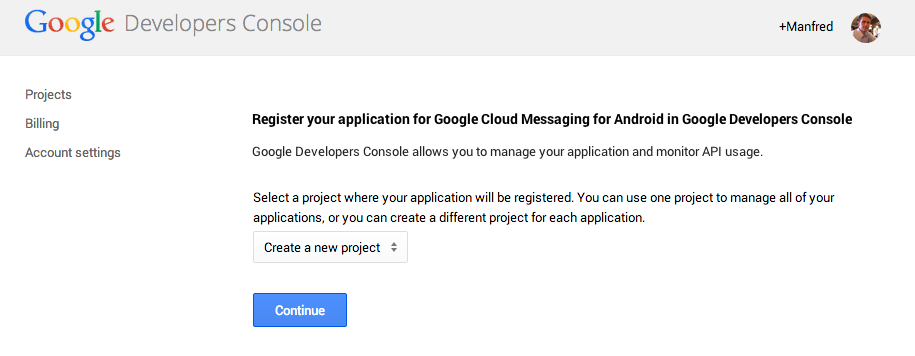 Google Developers Console
+Manfred
Projects
Billing
Account settings
Register your application for Google Cloud Messaging for Android in Google Developers Console
Google Developers Console allows you to manage your application and monitor API usage.
Select a project where your application will be registered. You can use one project to manage all of your
applications, or you can create a different project for each application.
Create a new project
Continue